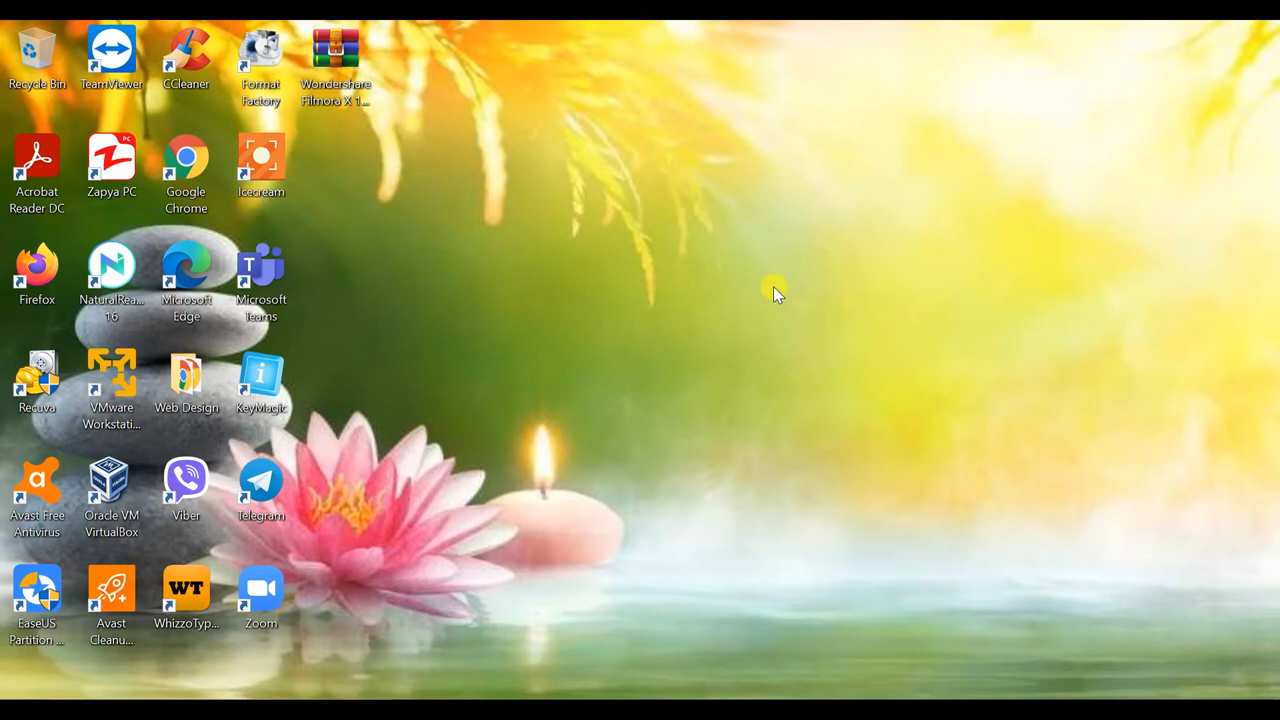 Recycle Bin
TeamViewer
CCleaner
Format
Factory
Wondershare
Filmora X 1...
PC
Acrobat
Reader DC
Zapya PC
Google
Chrome
Icecream
T
Firefox
N
NaturalRea...
16
Microsoft
Edge
Microsoft
Teams
i
Recuva
VMware
Workstati...
Web Design
KeyMagic
a
Avast Free
Antivirus
Oracle VM
VirtualBox
Viber
Telegram
WT
EaseUS
Partition ...
Avast
Cleanu...
WhizzoTyp...
Zoom